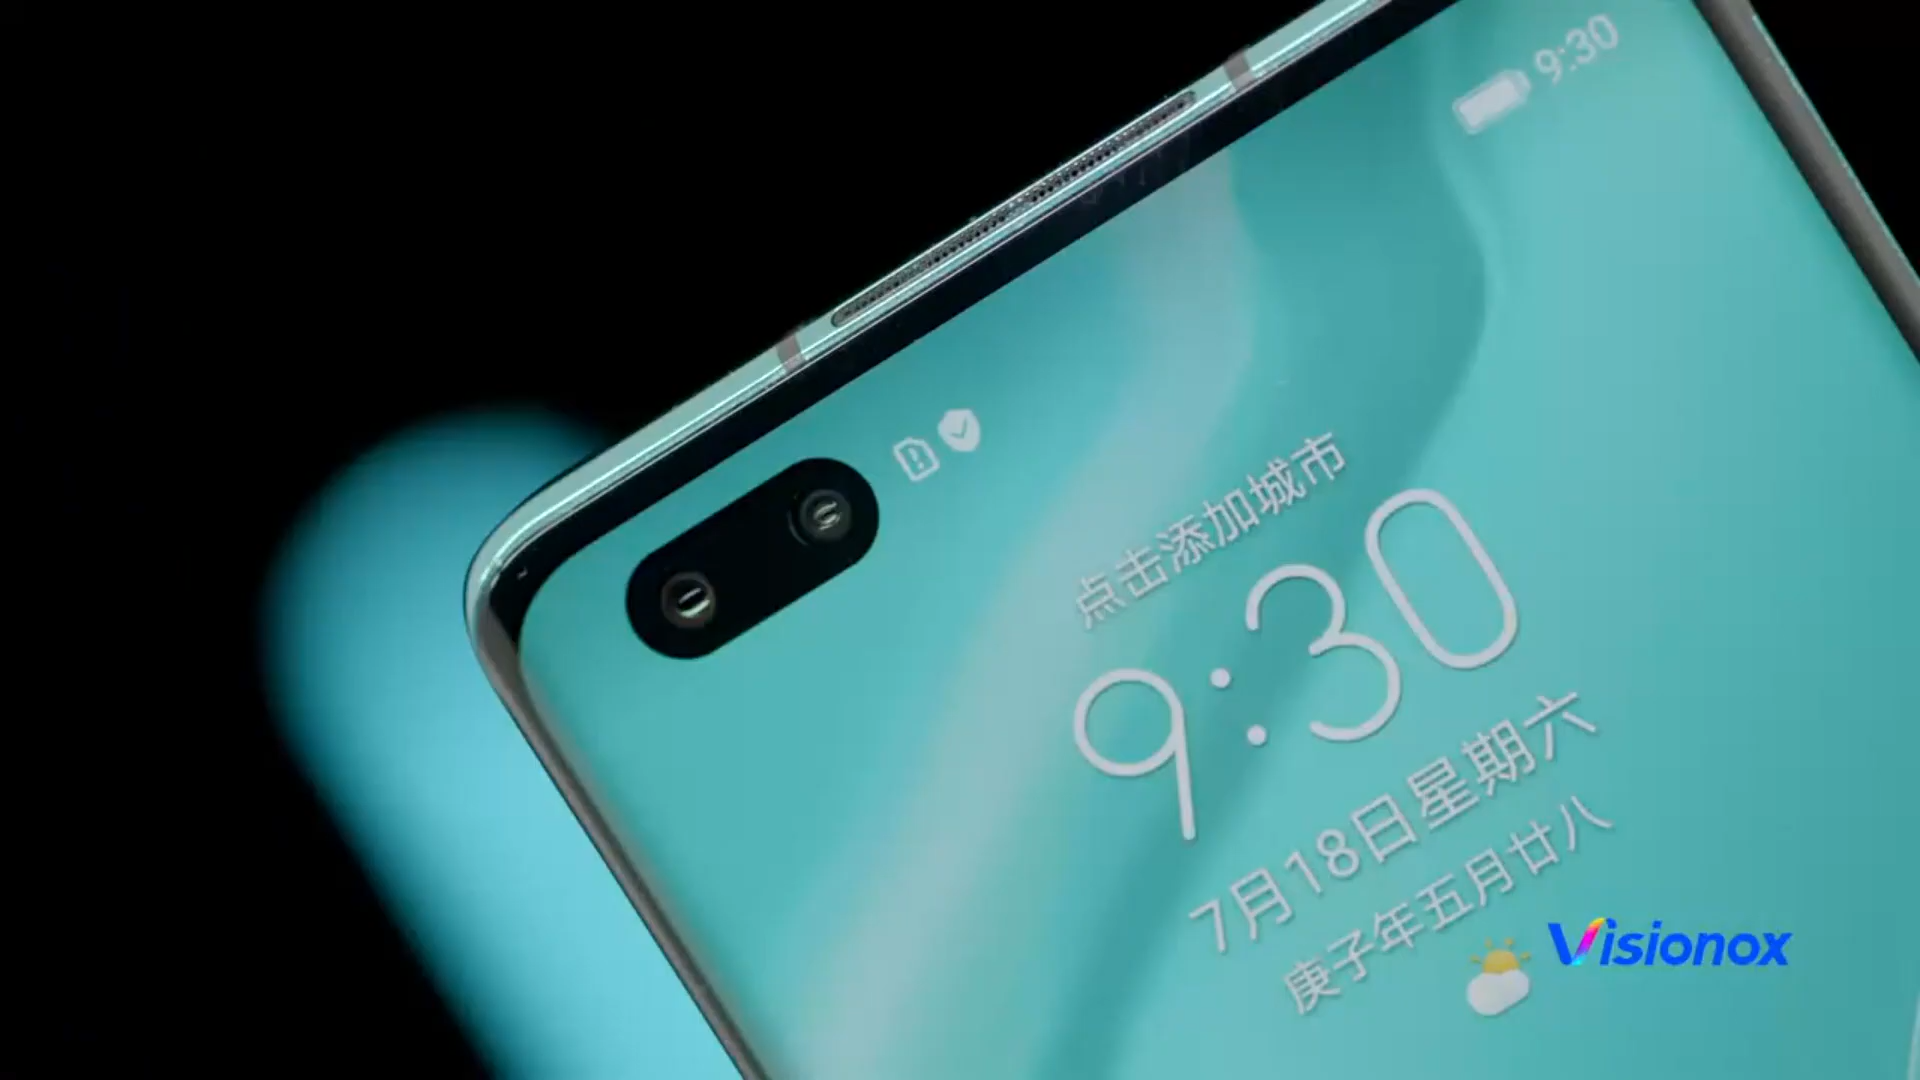 9:30
点击添加城市
9:30
7月18日星期六
庚子年五月廿八
Visionox